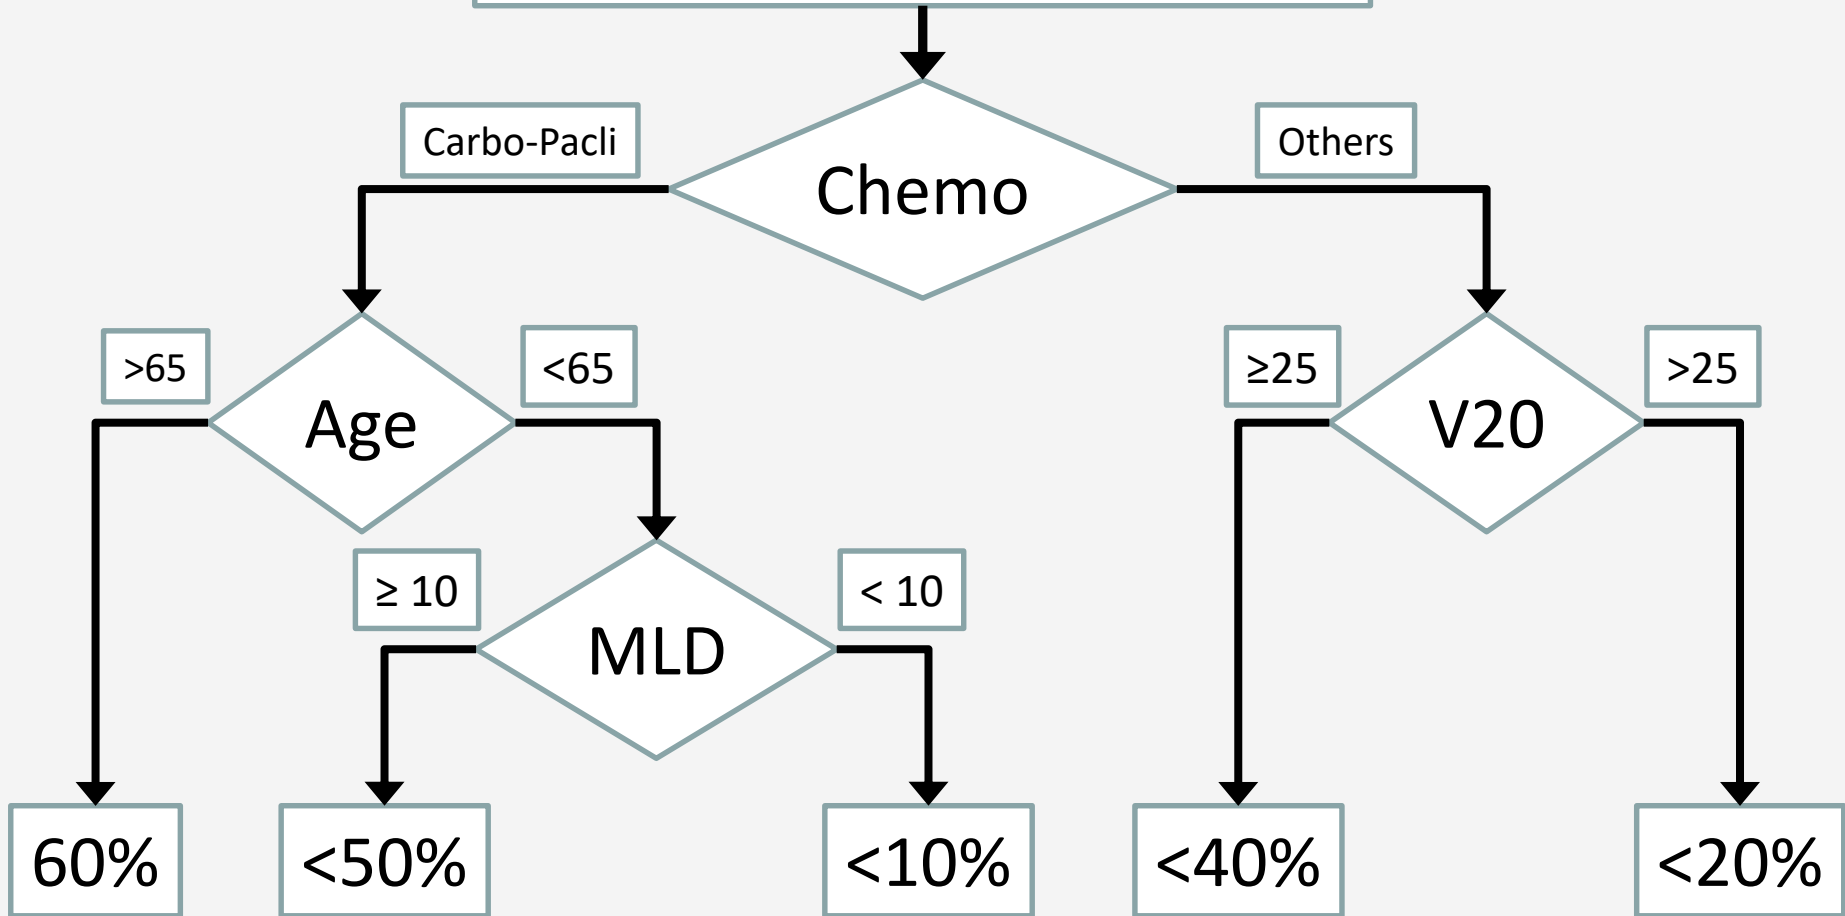 Carbo-Pacli
Others
Chemo
>65
<65
≥25
>25
Age
V20
≥ 10
< 10
MLD
60%
<50%
<10%
<40%
<20%